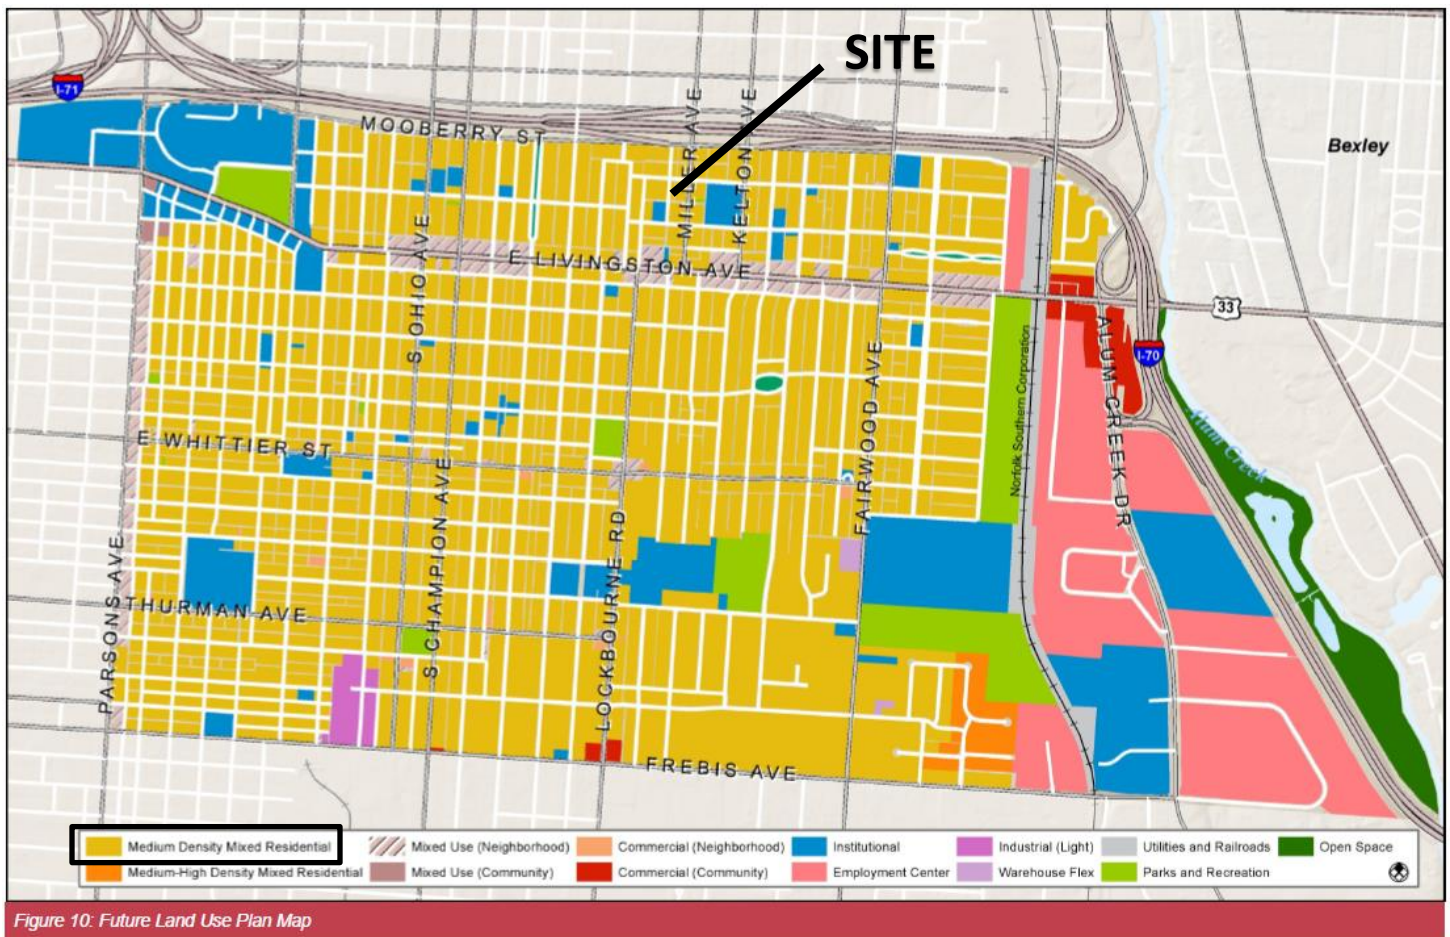 SITE
I-71
MOOBERRY ST
MILLER AVE
KELTON AVE
Bexley
S OHIO AVE
E LIVINGSTON AVE
33
I-70
ALUM CREEK DR
Alum Creek
Norfolk Southern Corporation
FAIRWOOD AVE
E WHITTIER ST
S CHAMPION AVE
LOCKBOURNE RD
PARSONS AVE
THURMAN AVE
FREBIS AVE
Medium Density Mixed Residential
Mixed Use (Neighborhood)
Commercial (Neighborhood)
Institutional
Industrial (Light)
Utilities and Railroads
Open Space
Medium-High Density Mixed Residential
Mixed Use (Community)
Commercial (Community)
Employment Center
Warehouse Flex
Parks and Recreation
Figure 10: Future Land Use Plan Map